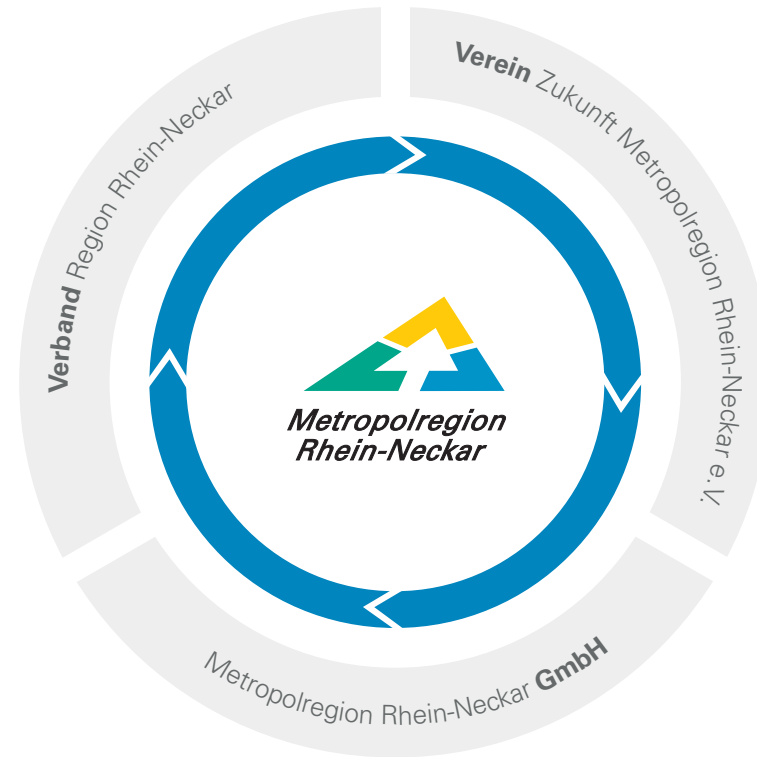 Verband Region Rhein-Neckar
Verein Zukunft Metropolregion Rhein-Neckar e.V.
Metropolregion
Rhein-Neckar
Metropolregion Rhein-Neckar GmbH